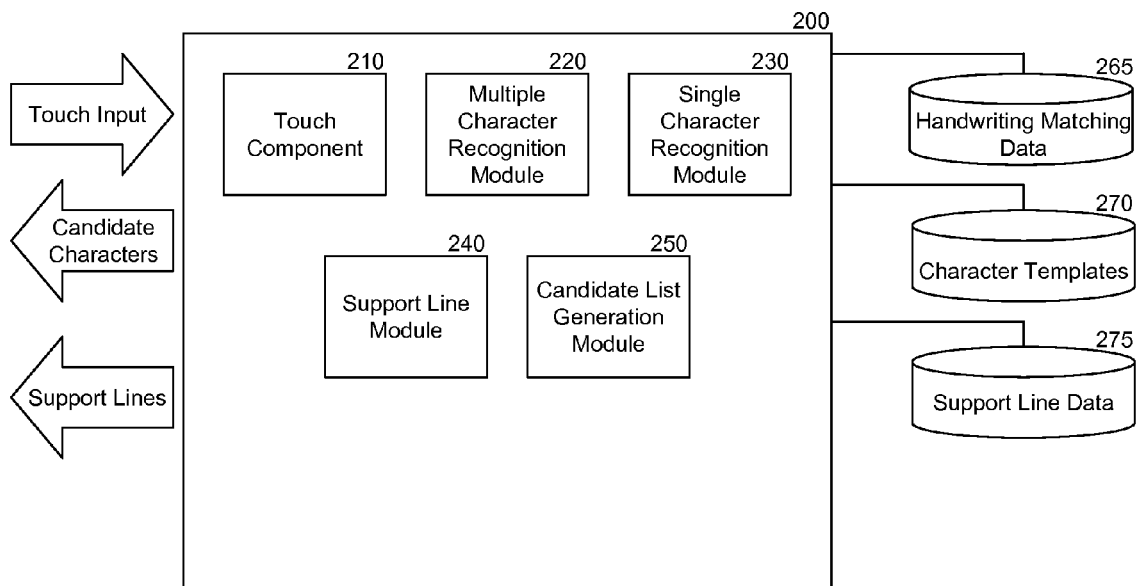 200
210
220
230
265
Touch Input
Touch
Component
Multiple
Character
Recognition
Module
Single
Character
Recognition
Module
Handwriting Matching
Data
Candidate
Characters
240
250
270
Support Line
Module
Candidate List
Generation
Module
Character Templates
Support Lines
275
Support Line Data